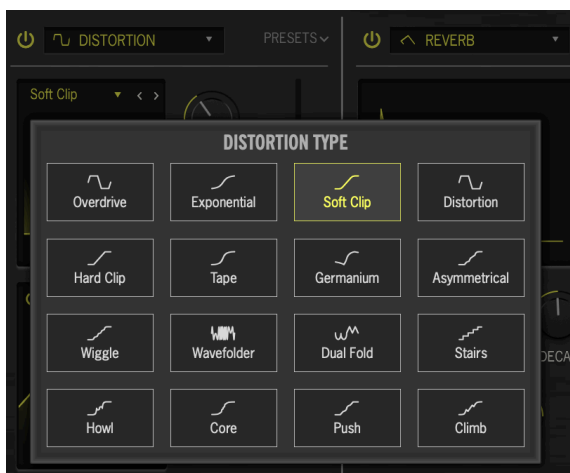 DISTORTION
PRESETS
REVERB
Soft Clip
DISTORTION TYPE
Overdrive
Exponential
Soft Clip
Distortion
Hard Clip
Tape
Germanium
Asymmetrical
Wiggle
Wavefolder
Dual Fold
Stairs
DECA
Howl
Core
Push
Climb